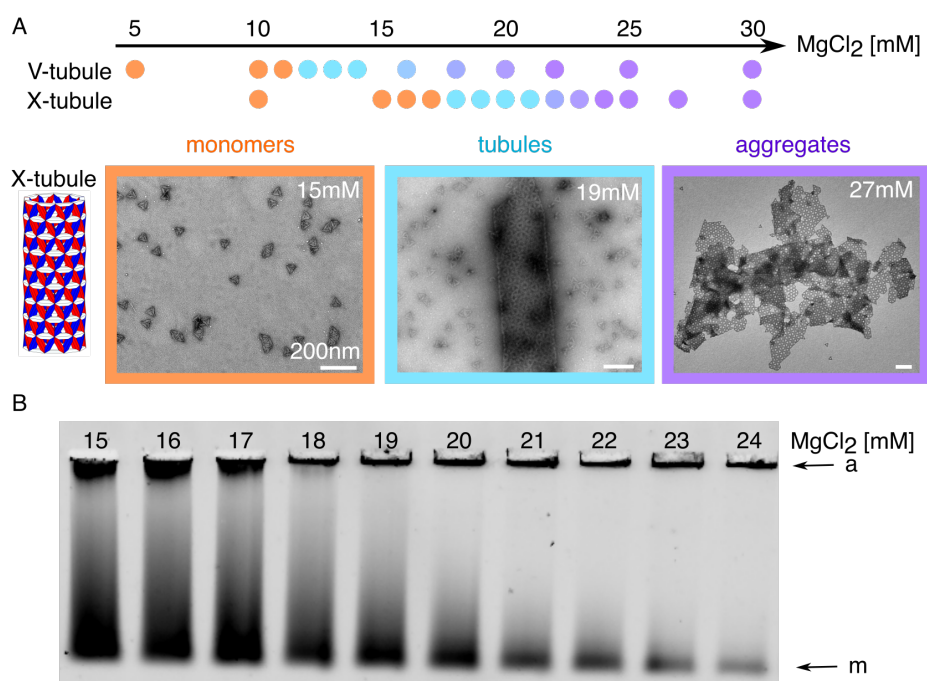 A
5 10 15 20 25 30
MgCl2 [mM]
V-tubule
X-tubule
monomers tubules aggregates
X-tubule
15mM
19mM
27mM
200nm
B
15 16 17 18 19 20 21 22 23 24 MgCl2 [mM]
a
m